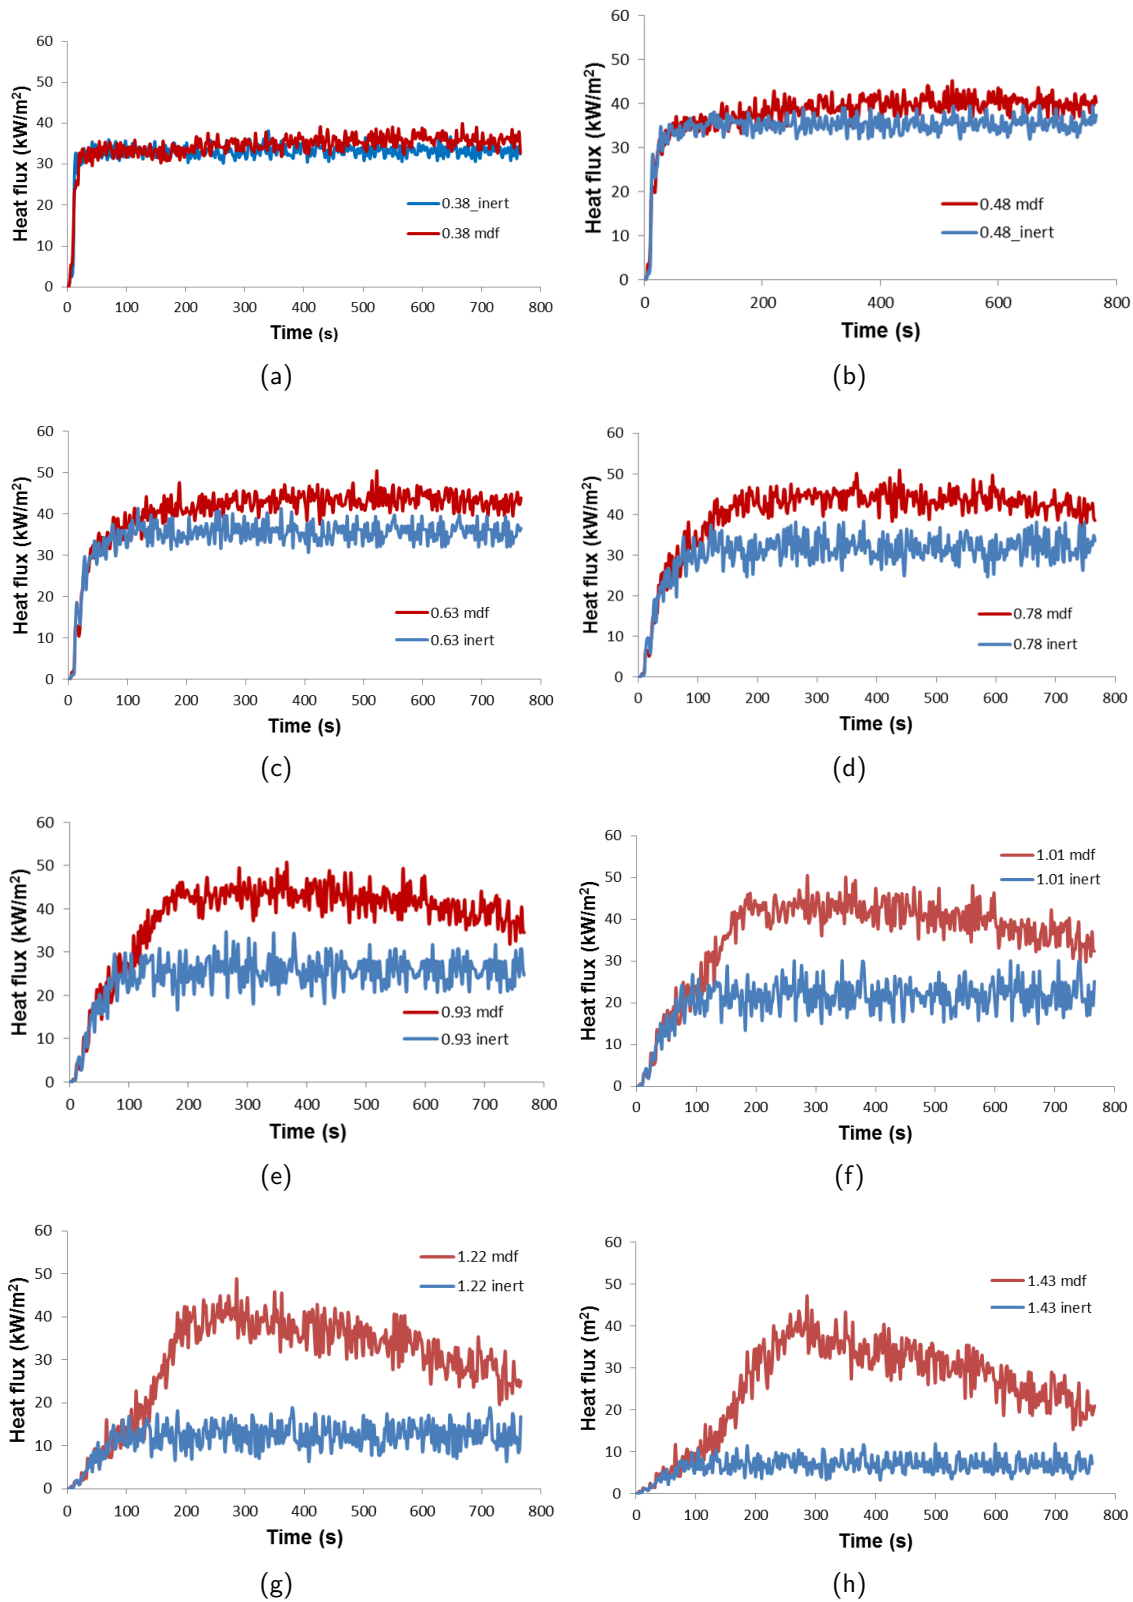 60
50
40
30
20
10
0
Heat flux (kW/m²)
0.38_inert
0.38 mdf
0 100 200 300 400 500 600 700 800
Time (s)
(a)
60
50
40
30
20
10
0
Heat flux (kW/m²)
0.48 mdf
0.48_inert
0 200 400 600 800
Time (s)
(b)
60
50
40
30
20
10
0
Heat flux (kW/m²)
0.63 mdf
0.63 inert
0 100 200 300 400 500 600 700 800
Time (s)
(c)
60
50
40
30
20
10
0
Heat flux (kW/m²)
0.78 mdf
0.78 inert
0 100 200 300 400 500 600 700 800
Time (s)
(d)
60
50
40
30
20
10
0
Heat flux (kW/m²)
0.93 mdf
0.93 inert
0 100 200 300 400 500 600 700 800
Time (s)
(e)
60
50
40
30
20
10
0
Heat flux (kW/m²)
1.01 mdf
1.01 inert
0 100 200 300 400 500 600 700 800
Time (s)
(f)
60
50
40
30
20
10
0
Heat flux (kW/m²)
1.22 mdf
1.22 inert
0 100 200 300 400 500 600 700 800
Time (s)
(g)
60
50
40
30
20
10
0
Heat flux (m²)
1.43 mdf
1.43 inert
0 100 200 300 400 500 600 700 800
Time (s)
(h)